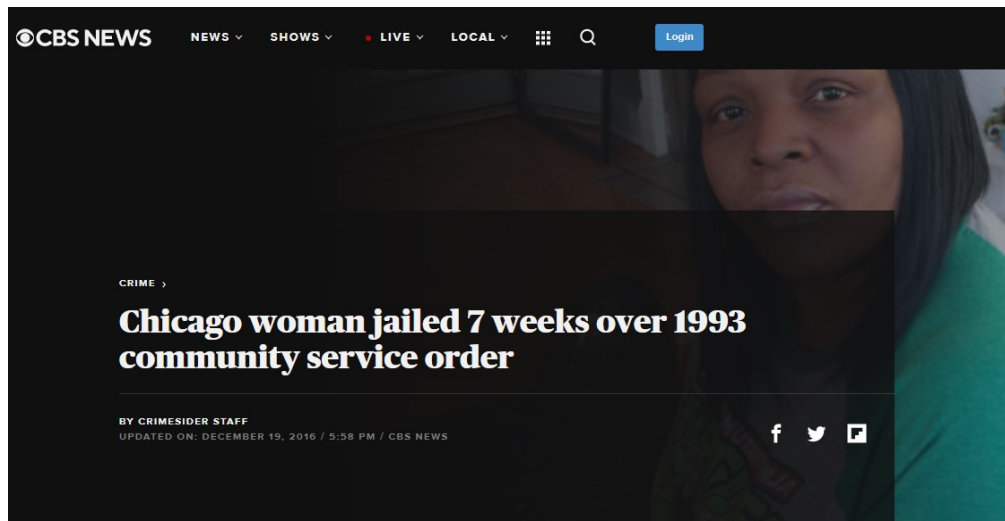 CBS NEWS NEWS SHOWS LIVE LOCAL Login
CRIME
Chicago woman jailed 7 weeks over 1993
community service order
BY CRIMESIDER STAFF
UPDATED ON: DECEMBER 19, 2016 / 5:58 PM / CBS NEWS